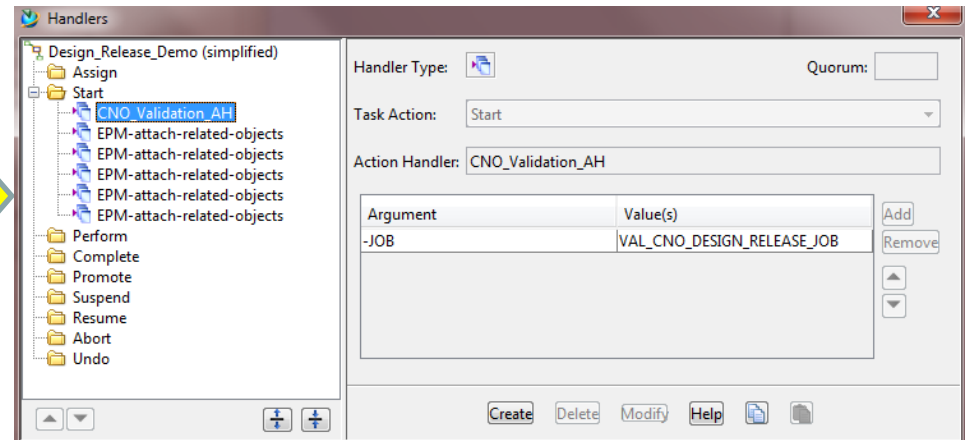 Handlers
Design_Release_Demo (simplified)
Assign
Start
CNO_Validation_AH
EPM-attach-related-objects
EPM-attach-related-objects
EPM-attach-related-objects
EPM-attach-related-objects
EPM-attach-related-objects
Perform
Complete
Promote
Suspend
Resume
Abort
Undo
Handler Type: Quorum:
Task Action: Start
Action Handler: CNO_Validation_AH
Argument Value(s) Add
-JOB VAL_CNO_DESIGN_RELEASE_JOB Remove
Create Delete Modify Help